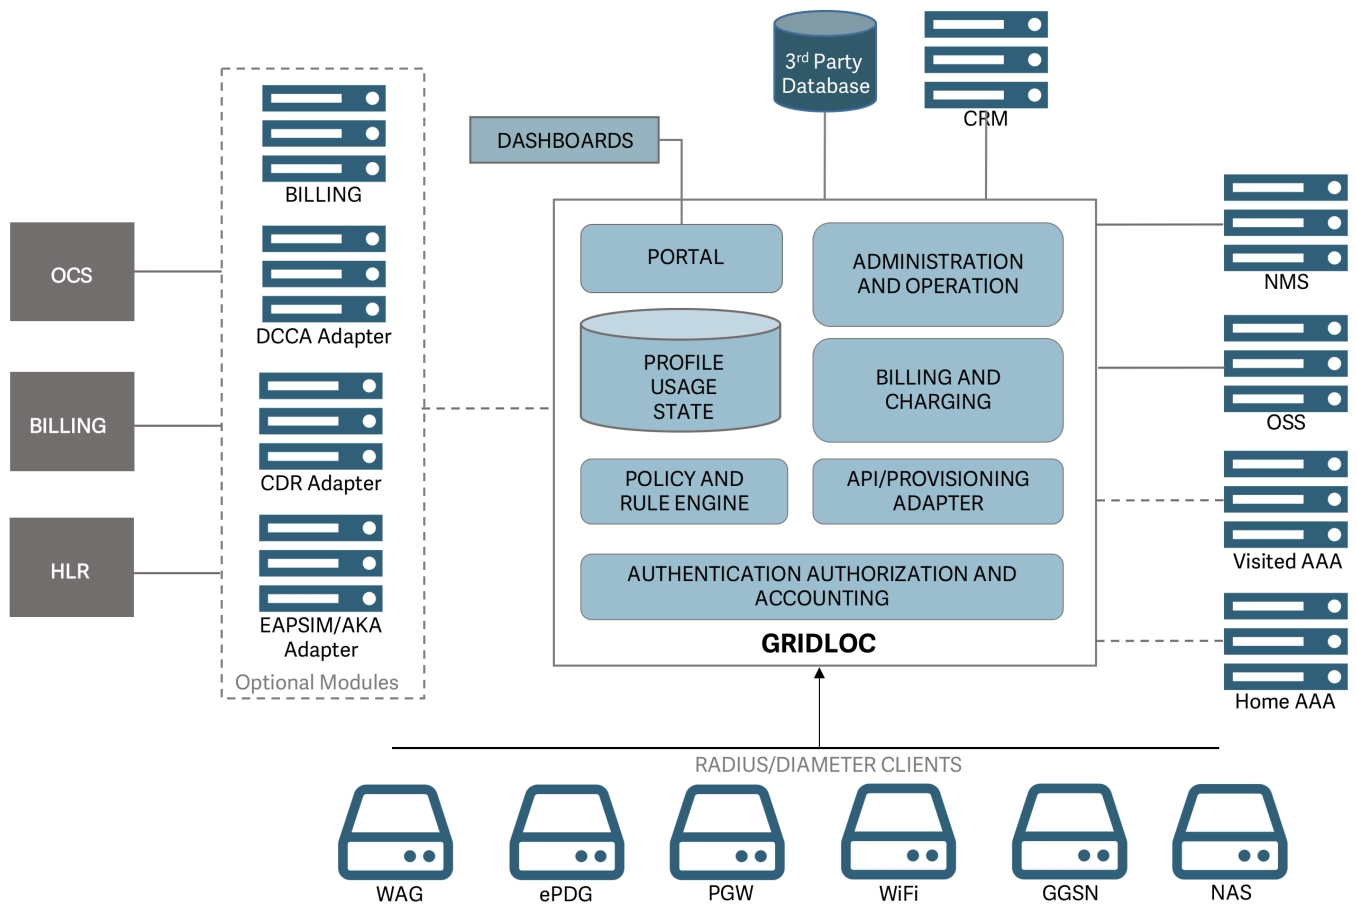 3rd Party
Database
CRM
DASHBOARDS
BILLING
DCCA Adapter
CDR Adapter
EAPSIM/AKA
Adapter
Optional Modules
OCS
BILLING
HLR
PORTAL
ADMINISTRATION
AND OPERATION
PROFILE
USAGE
STATE
BILLING AND
CHARGING
POLICY AND
RULE ENGINE
API/PROVISIONING
ADAPTER
AUTHENTICATION AUTHORIZATION AND
ACCOUNTING
GRIDLOC
NMS
OSS
Visited AAA
Home AAA
RADIUS/DIAMETER CLIENTS
WAG
ePDG
PGW
WiFi
GGSN
NAS